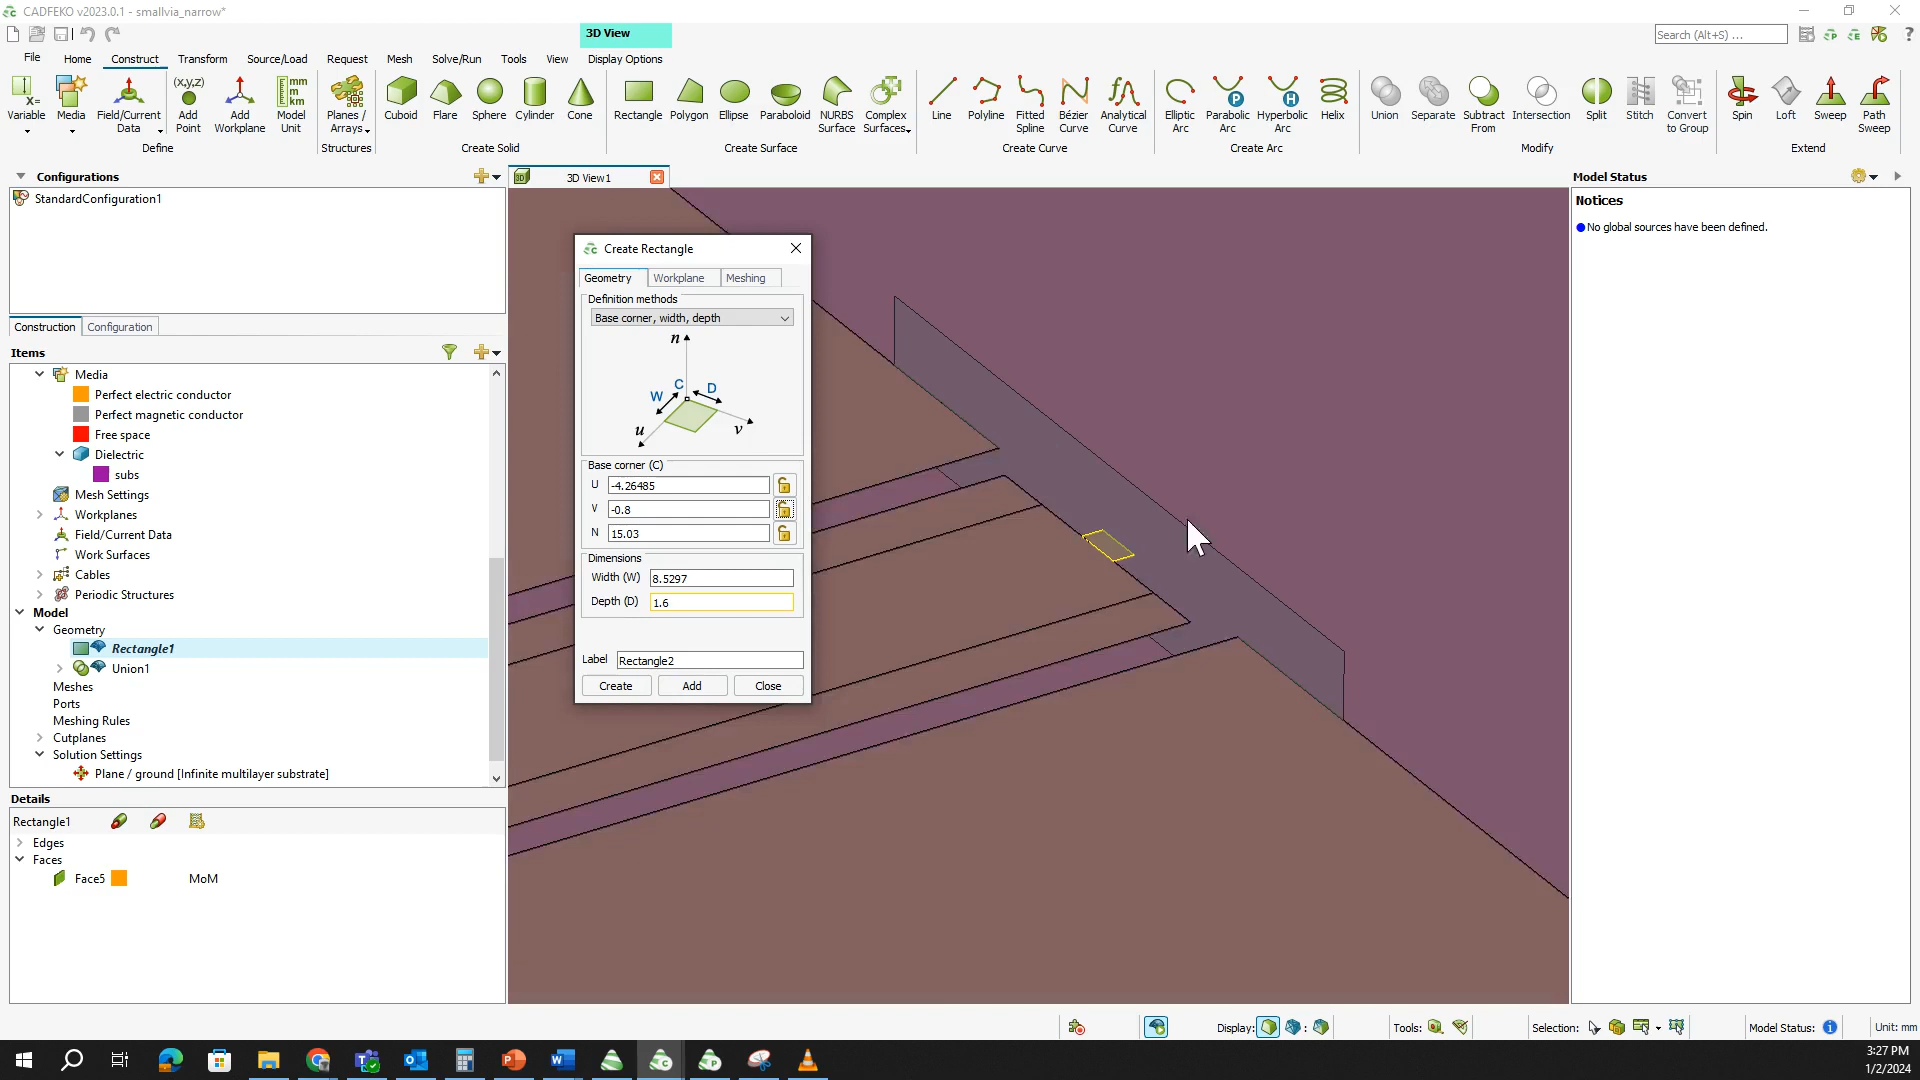 CADFEKO v2023.0.1 - smallvia_narrow*
3D View
Search (Alt+S) ...
File
Home
Construct
Transform
Source/Load
Request
Mesh
Solve/Run
Tools
View
Display Options
Variable
Media
Field/Current Data
Add Point
Add Workplane
Model Unit
Planes / Arrays
Cuboid
Flare
Sphere
Cylinder
Cone
Rectangle
Polygon
Ellipse
Paraboloid
NURBS Surface
Complex Surfaces
Line
Polyline
Fitted Spline
Bézier Curve
Analytical Curve
Elliptic Arc
Parabolic Arc
Hyperbolic Arc
Helix
Union
Separate
Subtract From
Intersection
Split
Stitch
Convert to Group
Spin
Loft
Sweep
Path Sweep
Define
Structures
Create Solid
Create Surface
Create Curve
Create Arc
Modify
Extend
Configurations
StandardConfiguration1
Construction
Configuration
Items
Media
Perfect electric conductor
Perfect magnetic conductor
Free space
Dielectric
subs
Mesh Settings
Workplanes
Field/Current Data
Work Surfaces
Cables
Periodic Structures
Model
Geometry
Rectangle1
Union1
Meshes
Ports
Meshing Rules
Cutplanes
Solution Settings
Plane / ground [Infinite multilayer substrate]
Details
Rectangle1
Edges
Faces
Face5
MoM
3D View1
Create Rectangle
Geometry
Workplane
Meshing
Definition methods
Base corner, width, depth
n
C
D
W
u
v
Base corner (C)
U
-4.26485
V
-0.8
N
15.03
Dimensions
Width (W)
8.5297
Depth (D)
1.6
Label
Rectangle2
Create
Add
Close
Model Status
Notices
No global sources have been defined.
Display:
Tools:
Selection:
Model Status:
Unit: mm
3:27 PM
1/2/2024